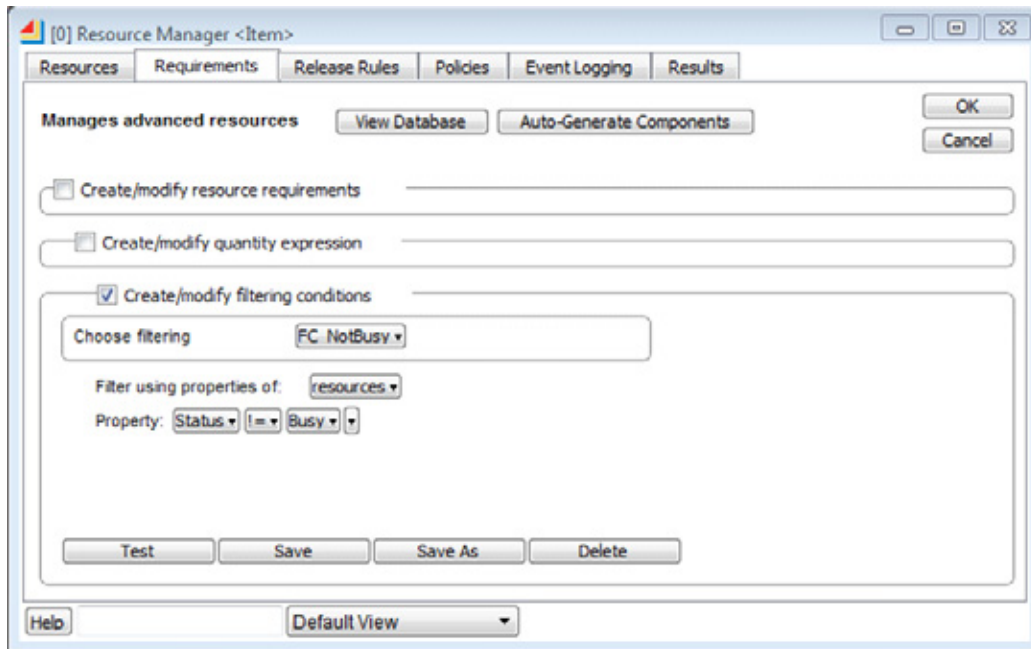 [0] Resource Manager <Item>
Resources Requirements Release Rules Policies Event Logging Results
Manages advanced resources View Database Auto-Generate Components OK
Cancel
Create/modify resource requirements
Create/modify quantity expression
Create/modify filtering conditions
Choose filtering FC_NotBusy
Filter using properties of: resources
Property: Status != Busy
Test Save Save As Delete
Help Default View